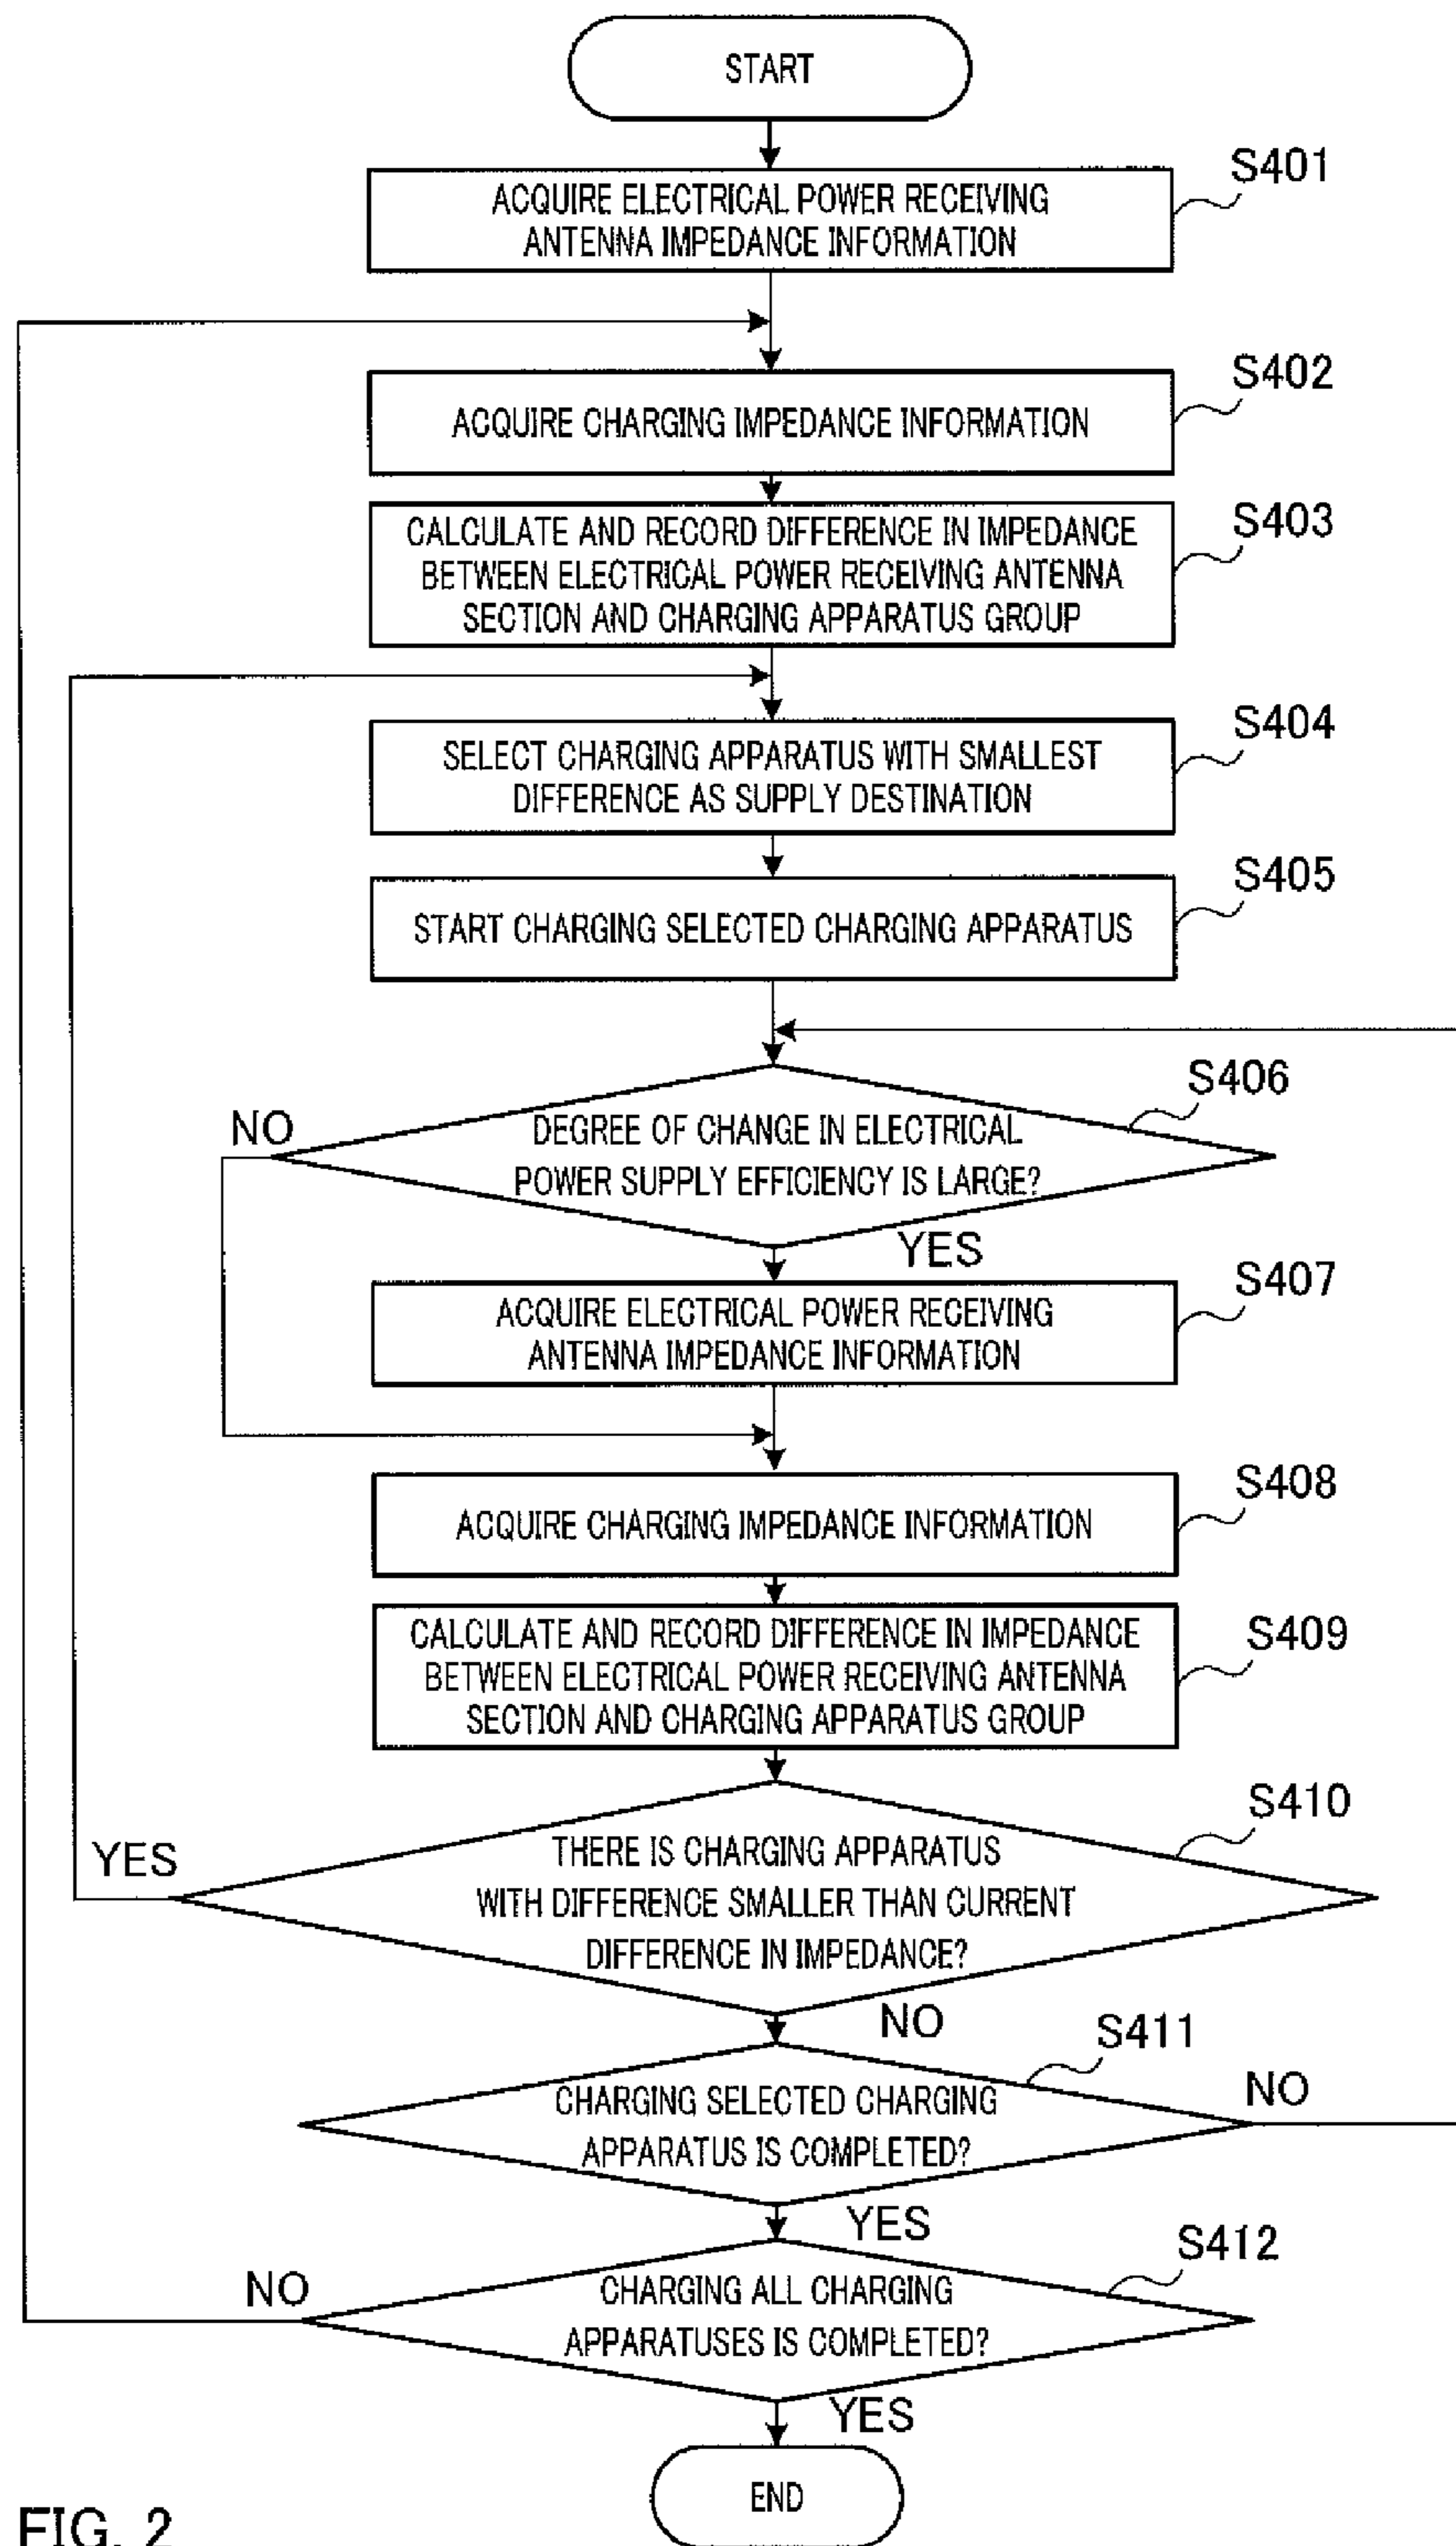 START
S401
ACQUIRE ELECTRICAL POWER RECEIVING
ANTENNA IMPEDANCE INFORMATION
S402
ACQUIRE CHARGING IMPEDANCE INFORMATION
S403
CALCULATE AND RECORD DIFFERENCE IN IMPEDANCE
BETWEEN ELECTRICAL POWER RECEIVING ANTENNA
SECTION AND CHARGING APPARATUS GROUP
S404
SELECT CHARGING APPARATUS WITH SMALLEST
DIFFERENCE AS SUPPLY DESTINATION
S405
START CHARGING SELECTED CHARGING APPARATUS
S406
NO
DEGREE OF CHANGE IN ELECTRICAL
POWER SUPPLY EFFICIENCY IS LARGE?
YES
S407
ACQUIRE ELECTRICAL POWER RECEIVING
ANTENNA IMPEDANCE INFORMATION
S408
ACQUIRE CHARGING IMPEDANCE INFORMATION
S409
CALCULATE AND RECORD DIFFERENCE IN IMPEDANCE
BETWEEN ELECTRICAL POWER RECEIVING ANTENNA
SECTION AND CHARGING APPARATUS GROUP
S410
YES
THERE IS CHARGING APPARATUS
WITH DIFFERENCE SMALLER THAN CURRENT
DIFFERENCE IN IMPEDANCE?
NO
S411
NO
CHARGING SELECTED CHARGING
APPARATUS IS COMPLETED?
YES
S412
NO
CHARGING ALL CHARGING
APPARATUSES IS COMPLETED?
YES
END
FIG. 2